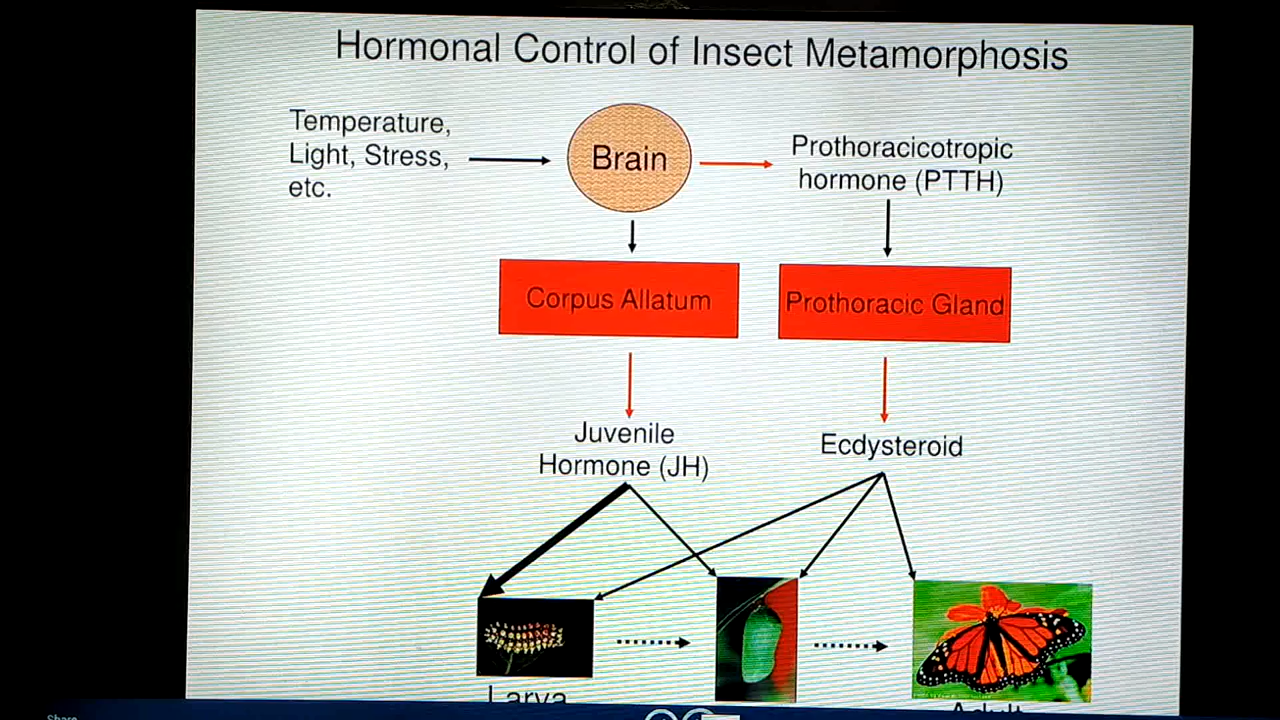 Hormonal Control of Insect Metamorphosis
Temperature,
Light, Stress,
etc.
Brain
Prothoracicotropic
hormone (PTTH)
Corpus Allatum
Prothoracic Gland
Juvenile
Hormone (JH)
Ecdysteroid
Larva
Adult
Share